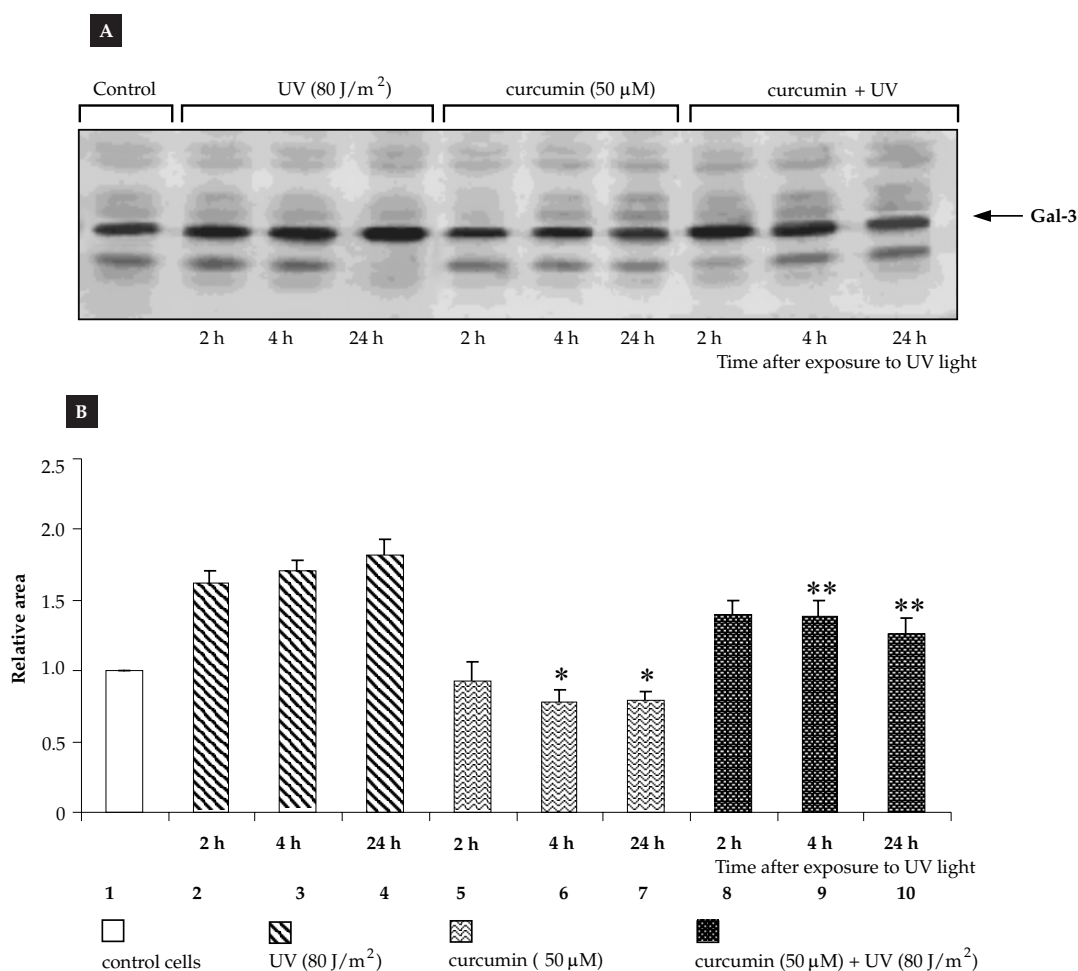 A
Control UV (80 J/m²) curcumin (50 µM) curcumin + UV
Gal-3
2 h 4 h 24 h 2 h 4 h 24 h 2 h 4 h 24 h
Time after exposure to UV light
B
Relative area
2.5
2.0
1.5
1.0
0.5
0
* * ** **
2 h 4 h 24 h 2 h 4 h 24 h 2 h 4 h 24 h
Time after exposure to UV light
1 2 3 4 5 6 7 8 9 10
control cells UV (80 J/m²) curcumin ( 50 µM) curcumin (50 µM) + UV (80 J/m²)